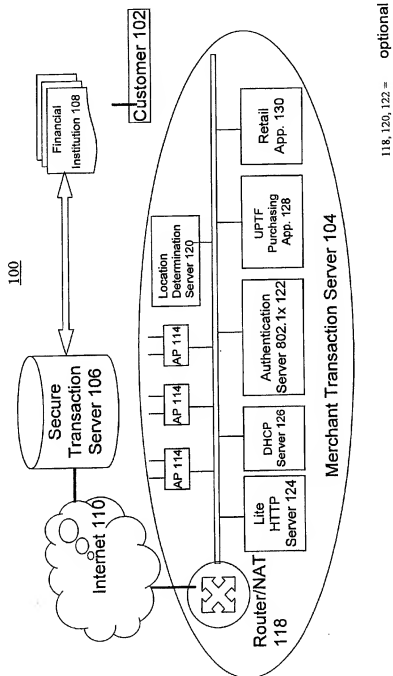 100
Secure
Transaction
Server 106
Financial
Institution 108
Customer 102
Internet 110
AP 114
AP 114
AP 114
Location
Determination
Server 120
Router/NAT
118
Lite
HTTP
Server 124
DHCP
Server 126
Authentication
Server 802.1x 122
UPTF
Purchasing
App. 128
Retail
App. 130
Merchant Transaction Server 104
118, 120, 122 = optional